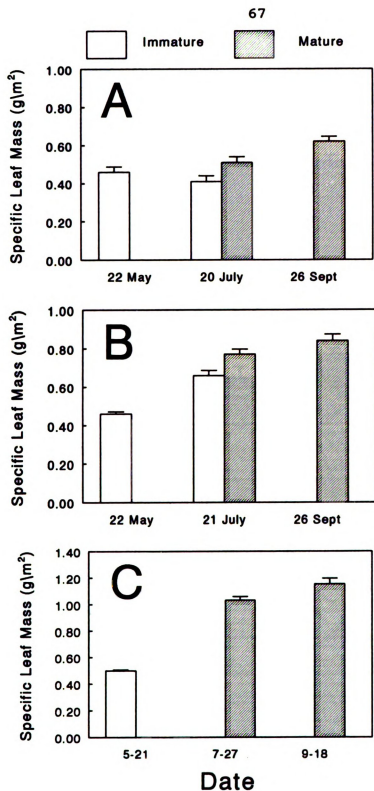 67
Immature Mature
A
Specific Leaf Mass (g\m²)
1.00
0.80
0.60
0.40
0.20
0.00
22 May 20 July 26 Sept
B
Specific Leaf Mass (g\m²)
1.00
0.80
0.60
0.40
0.20
0.00
22 May 21 July 26 Sept
C
Specific Leaf Mass (g\m²)
1.40
1.20
1.00
0.80
0.60
0.40
0.20
0.00
5-21 7-27 9-18
Date